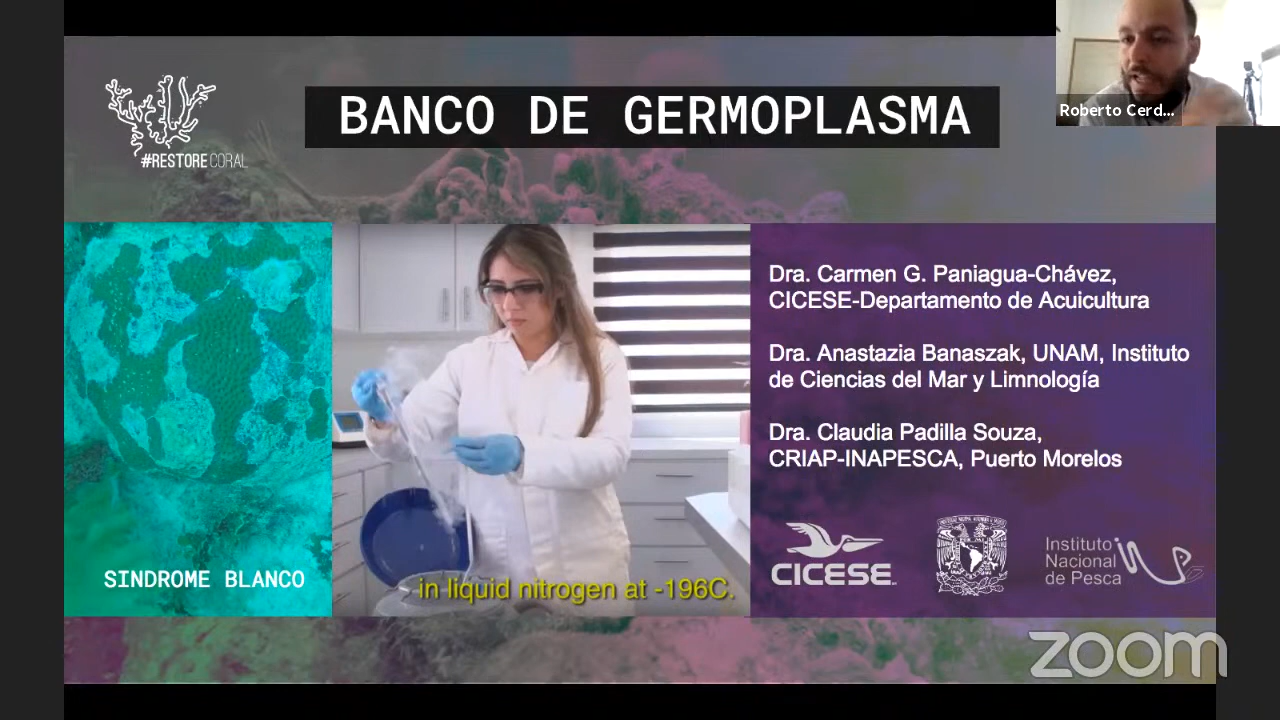 BANCO DE GERMOPLASMA
#RESTORECORAL
Roberto Cerd...
Dra. Carmen G. Paniagua-Chávez,
CICESE-Departamento de Acuicultura
Dra. Anastazia Banaszak, UNAM, Instituto
de Ciencias del Mar y Limnología
Dra. Claudia Padilla Souza,
CRIAP-INAPESCA, Puerto Morelos
SINDROME BLANCO
in liquid nitrogen at -196C.
CICESE
Instituto
Nacional
de Pesca
zoom